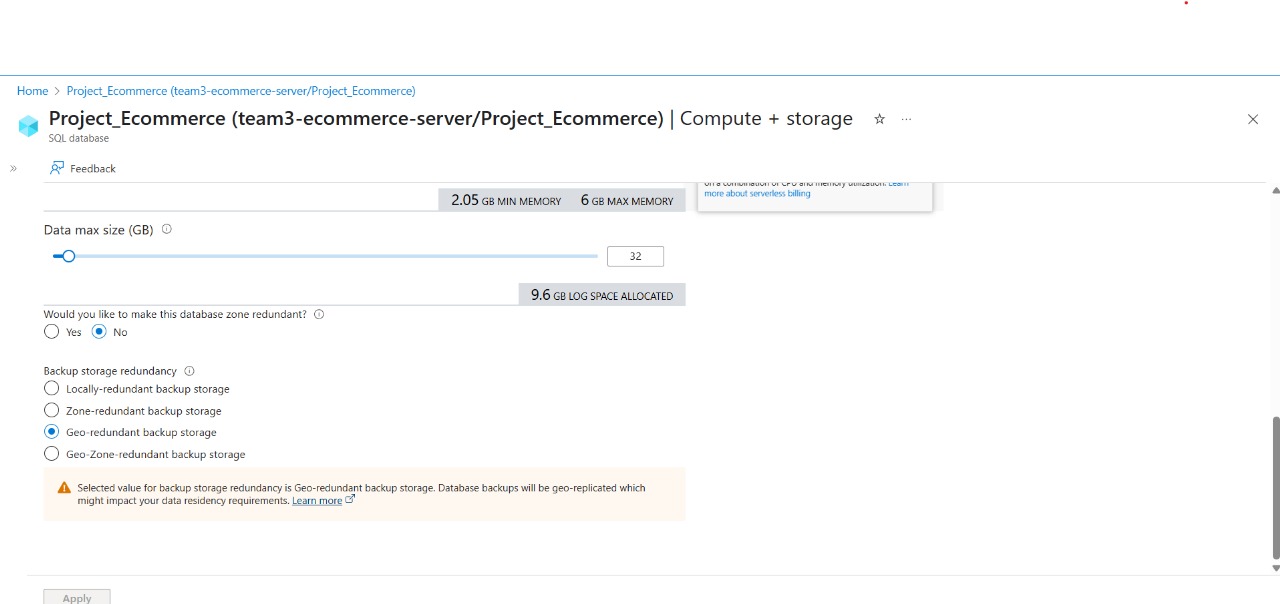 Home > Project_Ecommerce (team3-ecommerce-server/Project_Ecommerce)
Project_Ecommerce (team3-ecommerce-server/Project_Ecommerce) | Compute + storage
SQL database
Feedback
on a combination of CPU and memory utilization. Learn
more about serverless billing
2.05 GB MIN MEMORY 6 GB MAX MEMORY
Data max size (GB)
32
9.6 GB LOG SPACE ALLOCATED
Would you like to make this database zone redundant?
Yes No
Backup storage redundancy
Locally-redundant backup storage
Zone-redundant backup storage
Geo-redundant backup storage
Geo-Zone-redundant backup storage
Selected value for backup storage redundancy is Geo-redundant backup storage. Database backups will be geo-replicated which
might impact your data residency requirements. Learn more
Apply